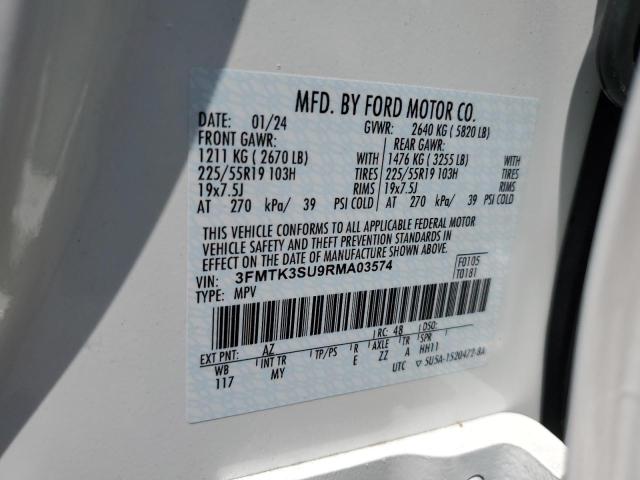 MFD. BY FORD MOTOR CO.
DATE: 01/24 GVWR: 2640 KG ( 5820 LB)
FRONT GAWR: REAR GAWR:
1211 KG ( 2670 LB) WITH 1476 KG ( 3255 LB) WITH
225/55R19 103H TIRES 225/55R19 103H TIRES
19x7.5J RIMS 19x7.5J RIMS
AT 270 kPa/ 39 PSI COLD AT 270 kPa/ 39 PSI COLD
THIS VEHICLE CONFORMS TO ALL APPLICABLE FEDERAL MOTOR
VEHICLE SAFETY AND THEFT PREVENTION STANDARDS IN
EFFECT ON THE DATE OF MANUFACTURE SHOWN ABOVE.
VIN: 3FMTK3SU9RMA03574 F0105
TYPE: MPV T0181
RC: 48 DSO:
EXT PNT: AZ
WB INT TR TP/PS R AXLE TR SPR
117 MY E ZZ A HH11
UTC ▽ 5U5A-1520472-BA